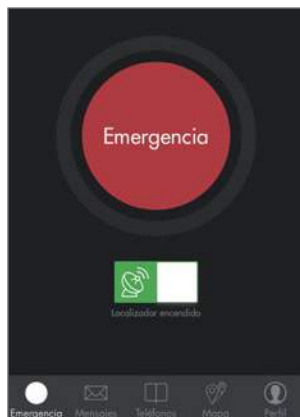 Emergencia
Localizador encendido
Emergencia Mensajes Teléfonos Mapa Perfil